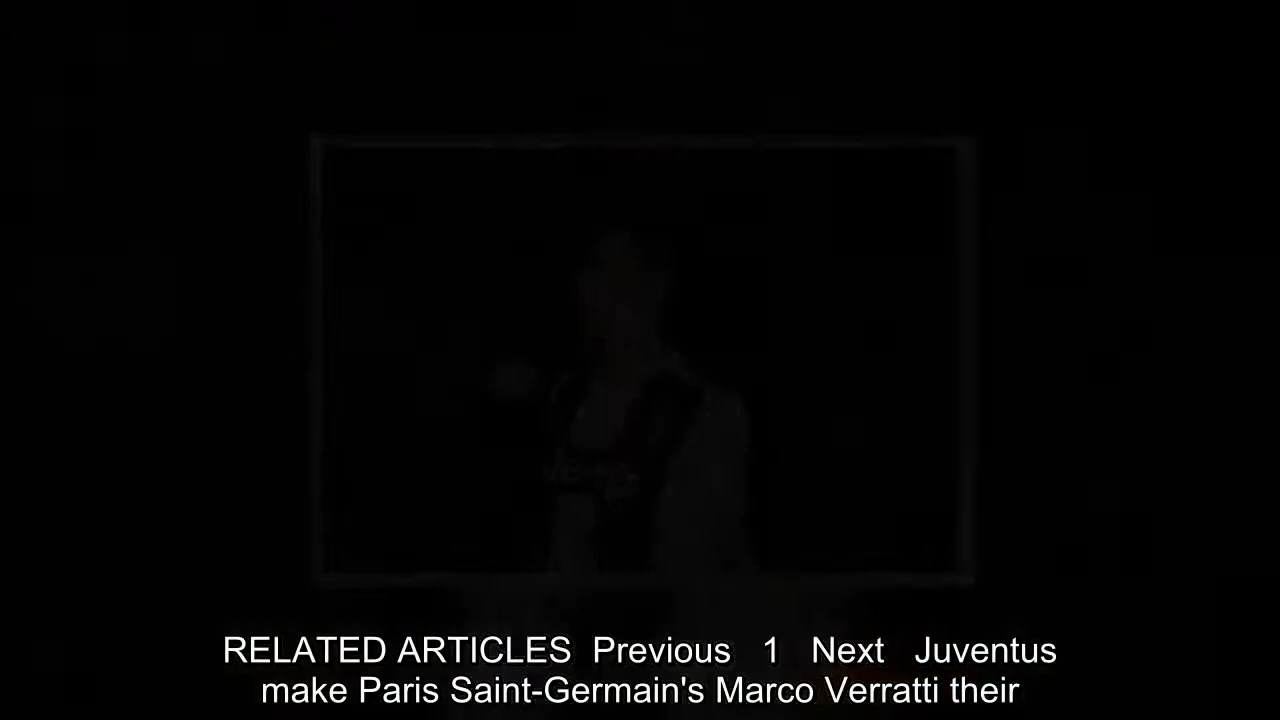 RELATED ARTICLES  Previous   1   Next   Juventus
make Paris Saint-Germain's Marco Verratti their